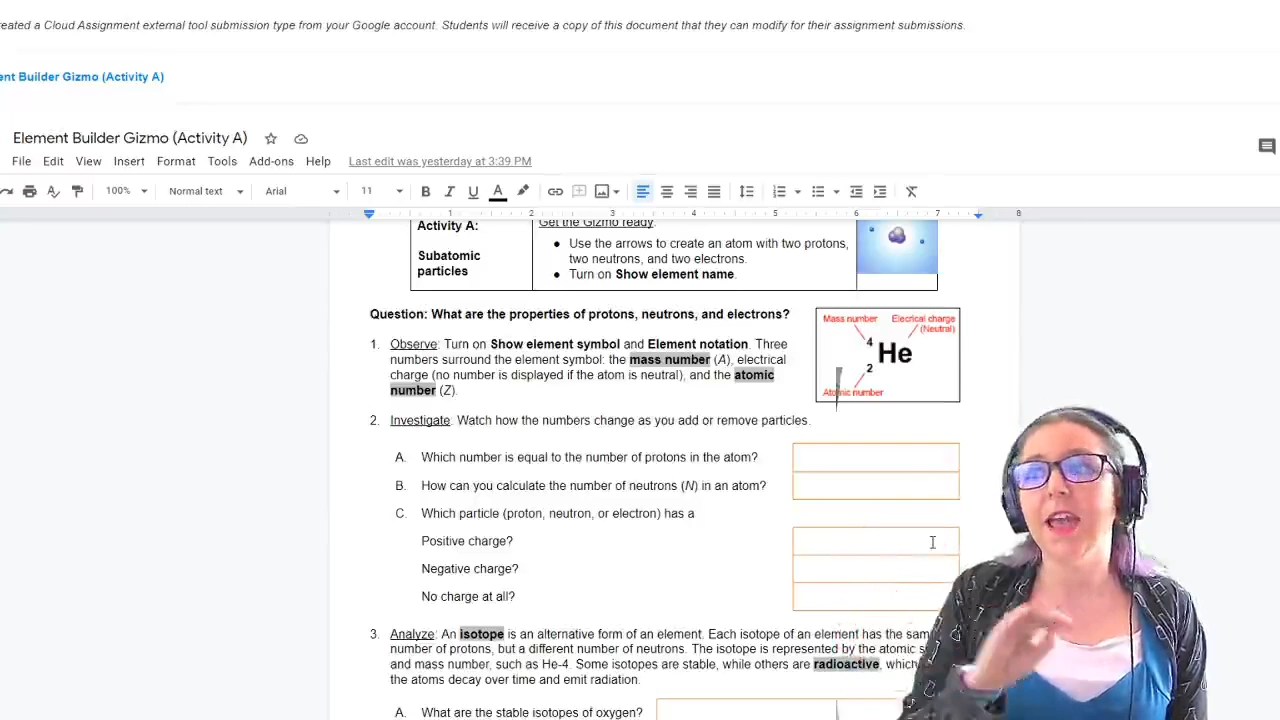 created a Cloud Assignment external tool submission type from your Google account. Students will receive a copy of this document that they can modify for their assignment submissions.
Element Builder Gizmo (Activity A)
Element Builder Gizmo (Activity A)
File Edit View Insert Format Tools Add-ons Help Last edit was yesterday at 3:39 PM
100% Normal text Arial 11
1 2 3 4 5 6 7 8
Activity A:
Subatomic
particles
Get the Gizmo ready:
● Use the arrows to create an atom with two protons,
two neutrons, and two electrons.
● Turn on Show element name.
Question: What are the properties of protons, neutrons, and electrons?
1. Observe: Turn on Show element symbol and Element notation. Three
numbers surround the element symbol: the mass number (A), electrical
charge (no number is displayed if the atom is neutral), and the atomic
number (Z).
Mass number
Electrical charge
(Neutral)
4
He
2
Atomic number
2. Investigate: Watch how the numbers change as you add or remove particles.
A. Which number is equal to the number of protons in the atom?
B. How can you calculate the number of neutrons (N) in an atom?
C. Which particle (proton, neutron, or electron) has a
Positive charge?
Negative charge?
No charge at all?
3. Analyze: An isotope is an alternative form of an element. Each isotope of an element has the sam
number of protons, but a different number of neutrons. The isotope is represented by the atomic s
and mass number, such as He-4. Some isotopes are stable, while others are radioactive, which
the atoms decay over time and emit radiation.
A. What are the stable isotopes of oxygen?